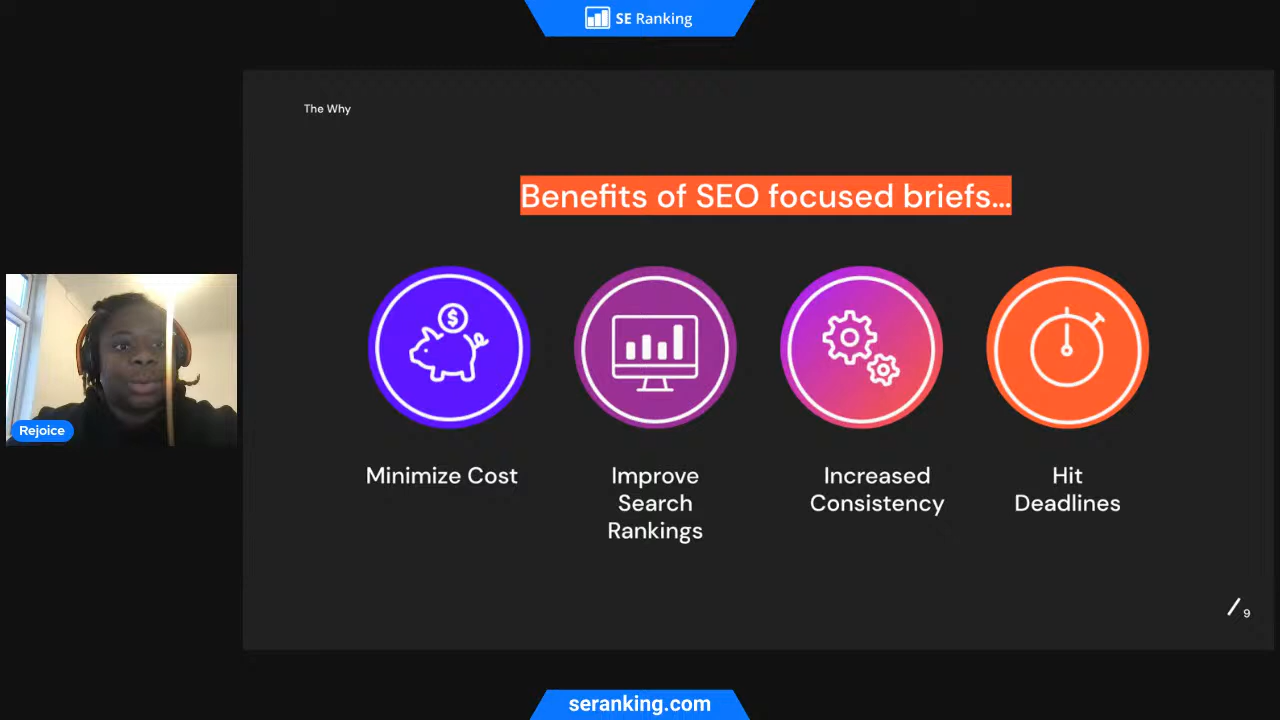 SE Ranking
The Why
Benefits of SEO focused briefs...
$
Minimize Cost
Improve
Search
Rankings
Increased
Consistency
Hit
Deadlines
Rejoice
9
seranking.com